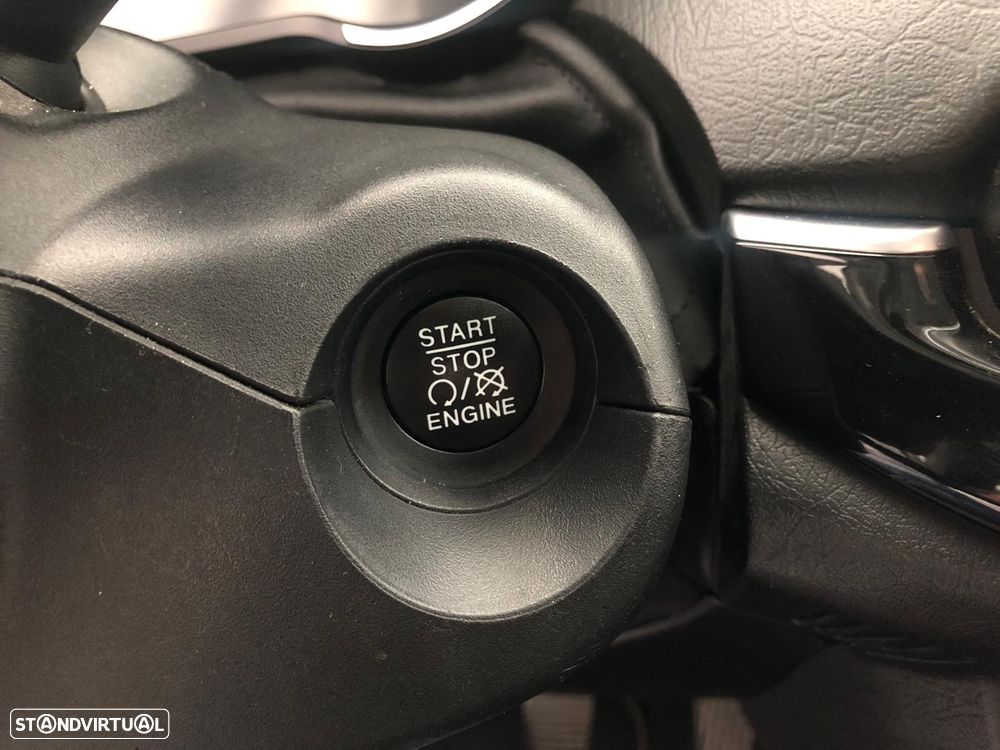 START
STOP
/
ENGINE
STANDVIRTUAL